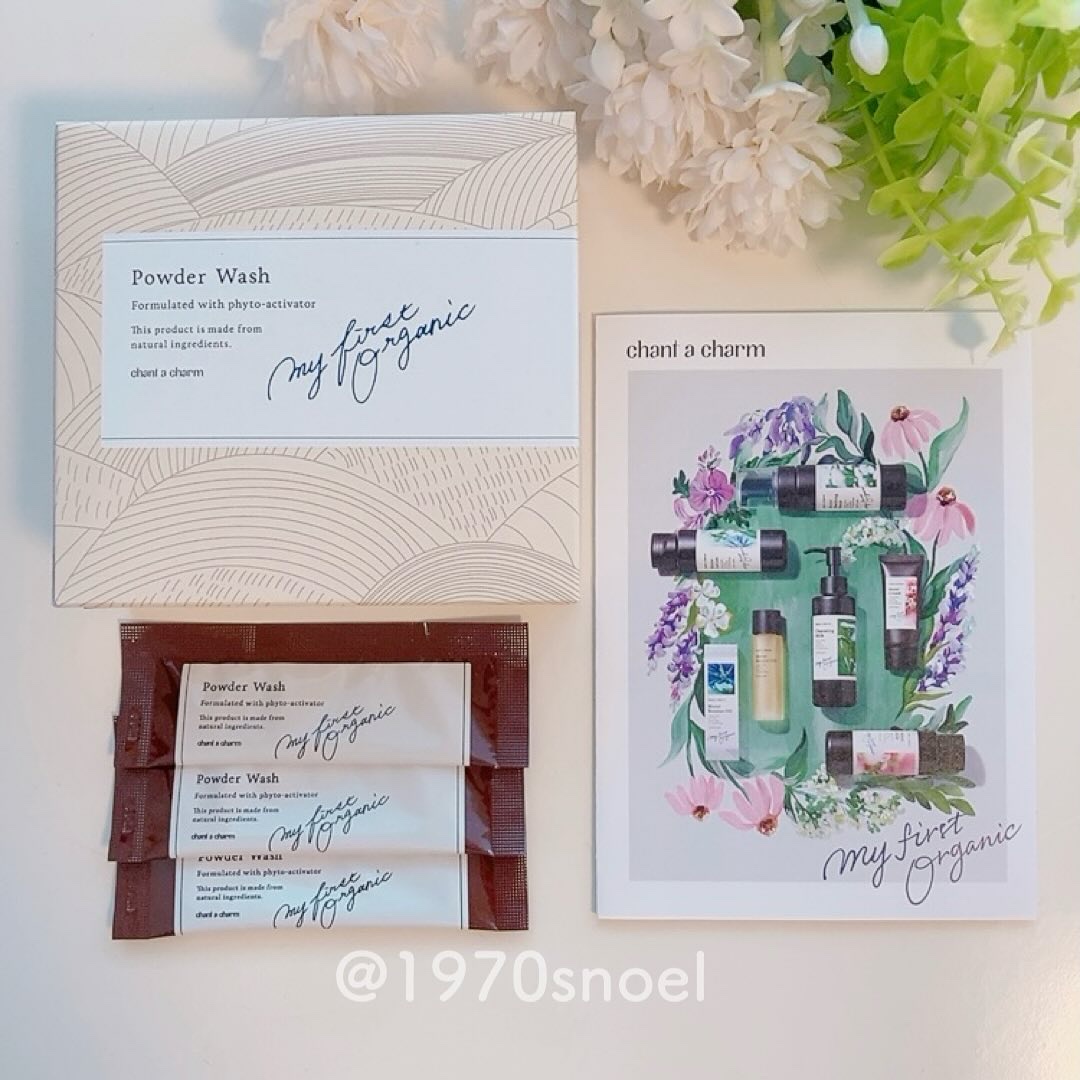 Powder Wash
Formulated with phyto-activator
This product is made from
natural ingredients.
chant a charm
my first
Organic
chant a charm
my first
Organic
Powder Wash
Formulated with phyto-activator
This product is made from
natural ingredients.
chant a charm
my first
Organic
Powder Wash
Formulated with phyto-activator
This product is made from
natural ingredients.
chant a charm
my first
Organic
Powder Wash
Formulated with phyto-activator
This product is made from
natural ingredients.
chant a charm
my first
Organic
@1970snoel